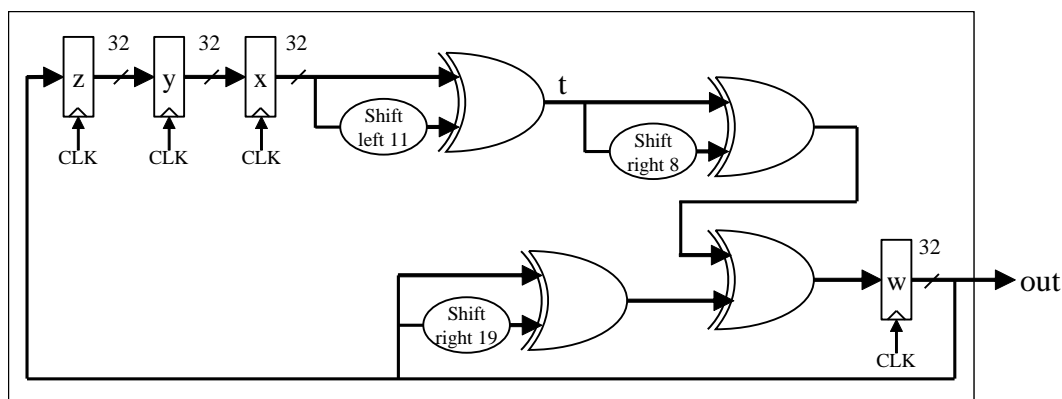 32
32
32
z
y
x
t
Shift
left 11
Shift
right 8
CLK
CLK
CLK
32
w
out
Shift
right 19
CLK